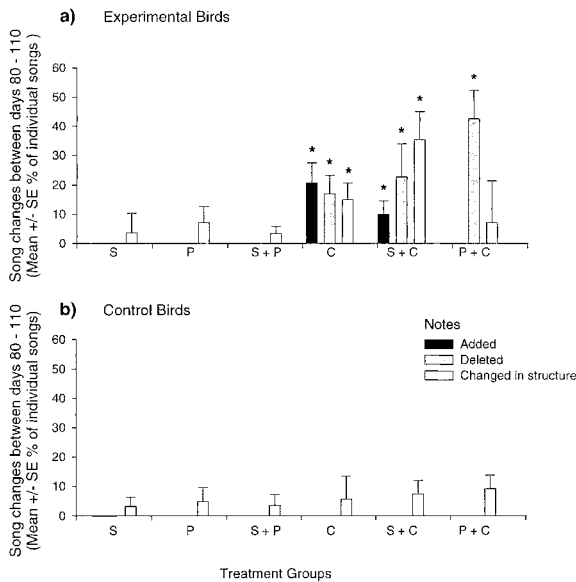 a) Experimental Birds
Song changes between days 80 - 110
(Mean +/- SE % of individual songs )
60
50
40
30
20
10
0
* * * * * * *
S P S + P C S + C P + C
b) Control Birds
Song changes between days 80 - 110
(Mean +/- SE % of individual songs)
60
50
40
30
20
10
0
Notes
Added
Deleted
Changed in structure
S P S + P C S + C P + C
Treatment Groups